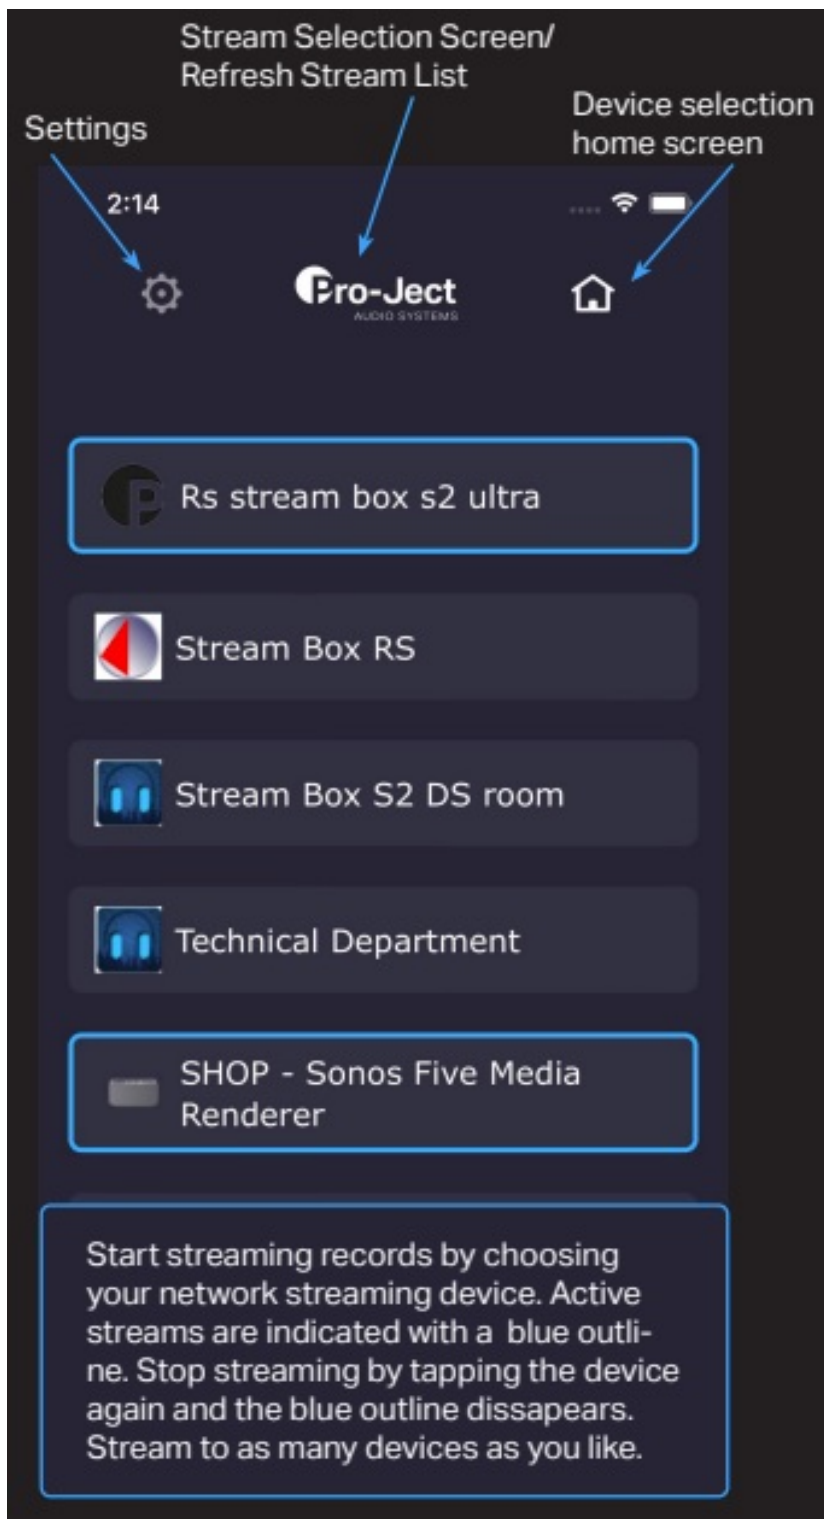 Stream Selection Screen/
Refresh Stream List
Settings
Device selection
home screen
2:14
Pro-Ject
AUDIO SYSTEMS
Rs stream box s2 ultra
Stream Box RS
Stream Box S2 DS room
Technical Department
SHOP - Sonos Five Media
Renderer
Start streaming records by choosing
your network streaming device. Active
streams are indicated with a blue outli-
ne. Stop streaming by tapping the device
again and the blue outline dissapears.
Stream to as many devices as you like.